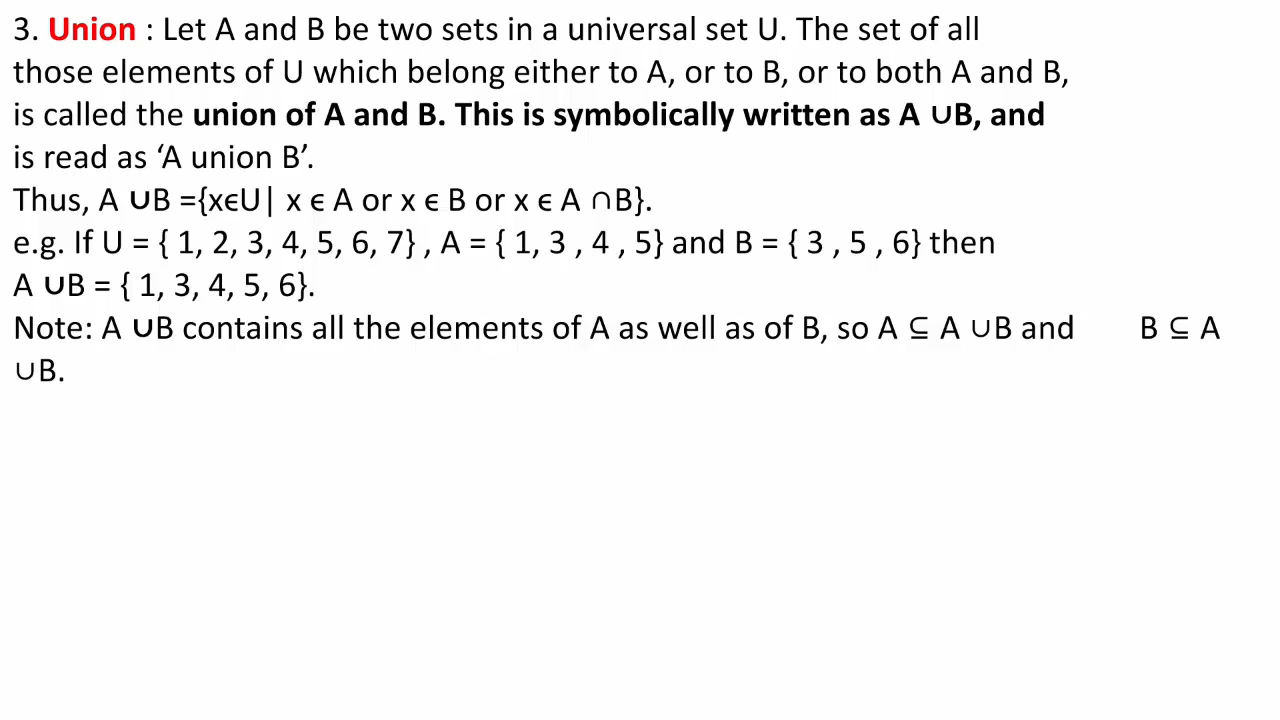 3. Union : Let A and B be two sets in a universal set U. The set of all
those elements of U which belong either to A, or to B, or to both A and B,
is called the union of A and B. This is symbolically written as A ∪B, and
is read as ‘A union B’.
Thus, A ∪B ={xϵU| x ϵ A or x ϵ B or x ϵ A ∩B}.
e.g. If U = { 1, 2, 3, 4, 5, 6, 7} , A = { 1, 3 , 4 , 5} and B = { 3 , 5 , 6} then
A ∪B = { 1, 3, 4, 5, 6}.
Note: A ∪B contains all the elements of A as well as of B, so A ⊆ A ∪B and B ⊆ A
∪B.